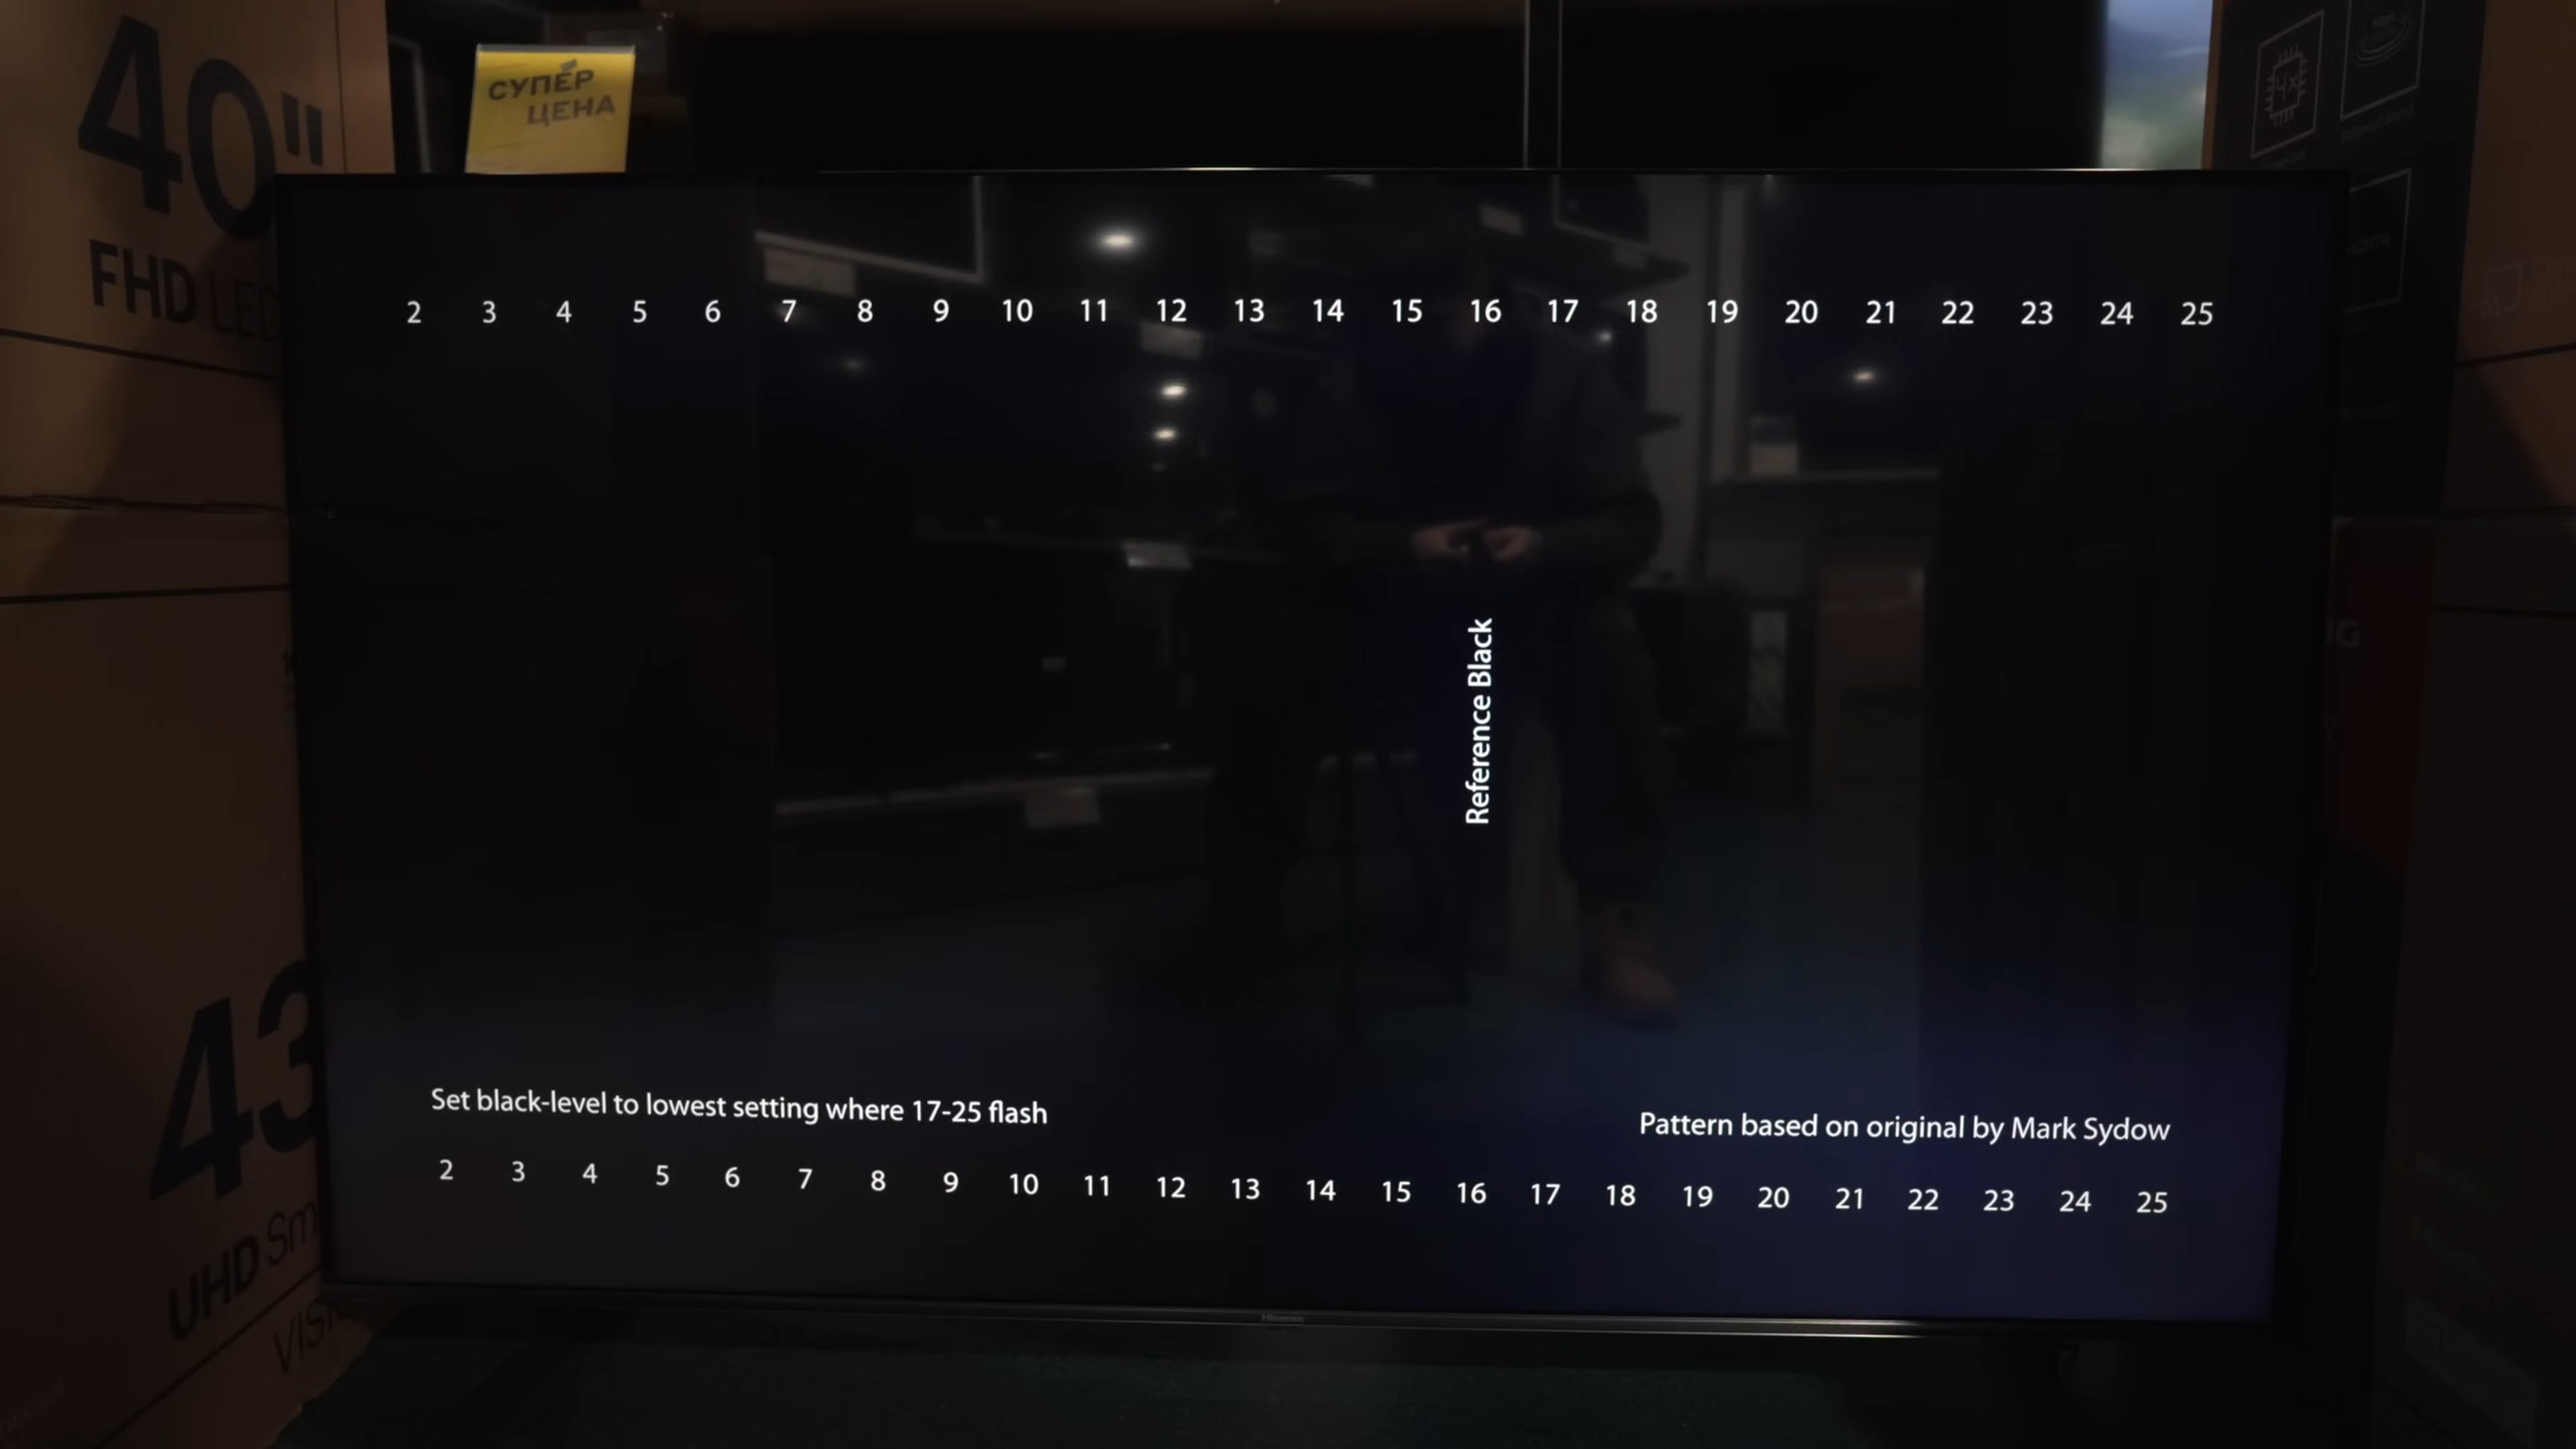 40"
FHD LED
СУПЕР
ЦЕНА
4x
2 3 4 5 6 7 8 9 10 11 12 13 14 15 16 17 18 19 20 21 22 23 24 25
Reference Black
Set black-level to lowest setting where 17-25 flash
Pattern based on original by Mark Sydow
2 3 4 5 6 7 8 9 10 11 12 13 14 15 16 17 18 19 20 21 22 23 24 25
43
UHD Sm
Hisense